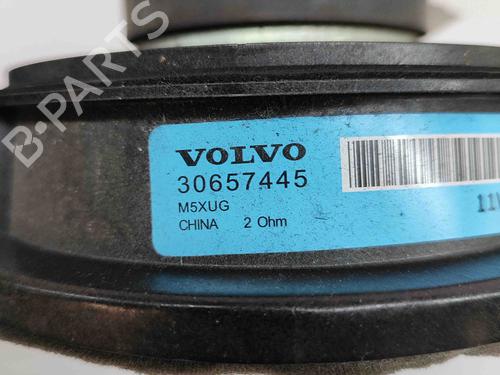 B-PARTS
VOLVO
30657445
M5XUG
CHINA 2 Ohm